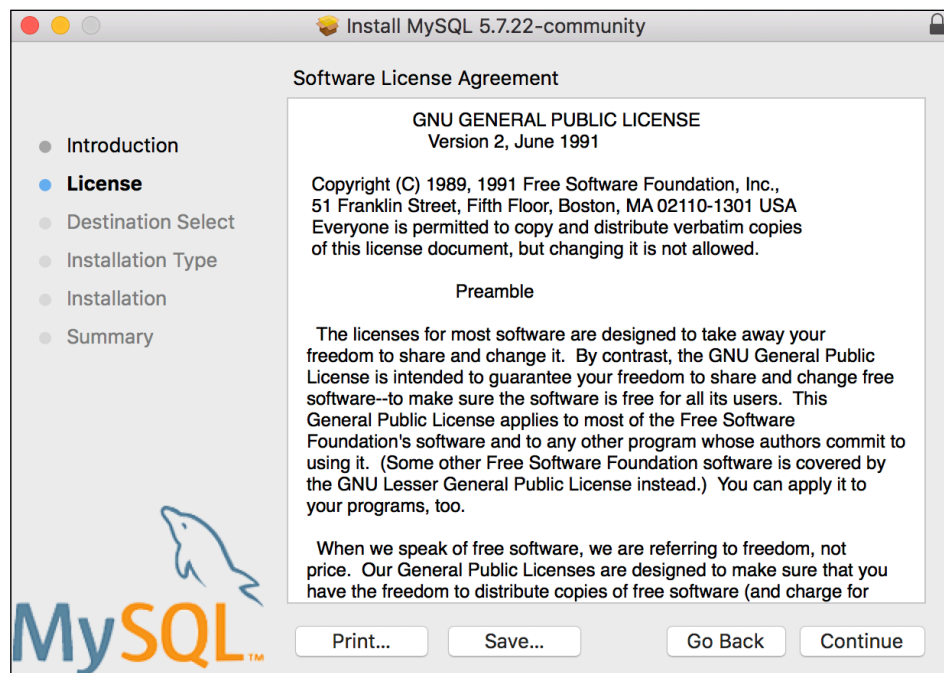 Install MySQL 5.7.22-community
Software License Agreement
Introduction
License
Destination Select
Installation Type
Installation
Summary
GNU GENERAL PUBLIC LICENSE
Version 2, June 1991
Copyright (C) 1989, 1991 Free Software Foundation, Inc.,
51 Franklin Street, Fifth Floor, Boston, MA 02110-1301 USA
Everyone is permitted to copy and distribute verbatim copies
of this license document, but changing it is not allowed.
Preamble
The licenses for most software are designed to take away your
freedom to share and change it.  By contrast, the GNU General Public
License is intended to guarantee your freedom to share and change free
software--to make sure the software is free for all its users.  This
General Public License applies to most of the Free Software
Foundation's software and to any other program whose authors commit to
using it.  (Some other Free Software Foundation software is covered by
the GNU Lesser General Public License instead.)  You can apply it to
your programs, too.
When we speak of free software, we are referring to freedom, not
price.  Our General Public Licenses are designed to make sure that you
have the freedom to distribute copies of free software (and charge for
MySQL™
Print...
Save...
Go Back
Continue